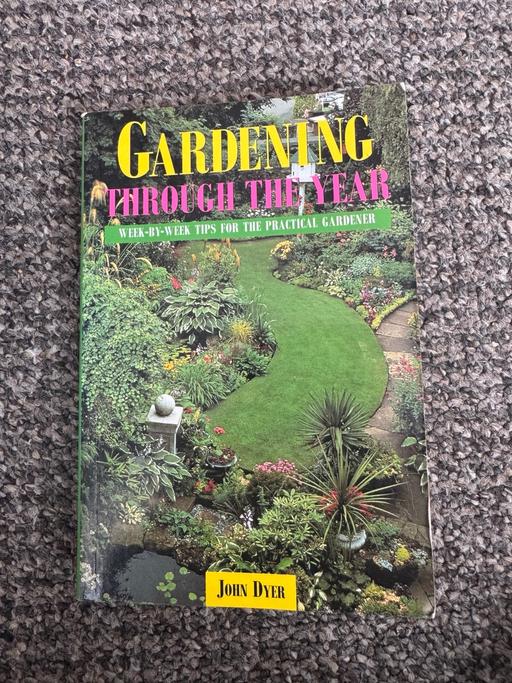 GARDENING
THROUGH THE YEAR
WEEK-BY-WEEK TIPS FOR THE PRACTICAL GARDENER
JOHN DYER